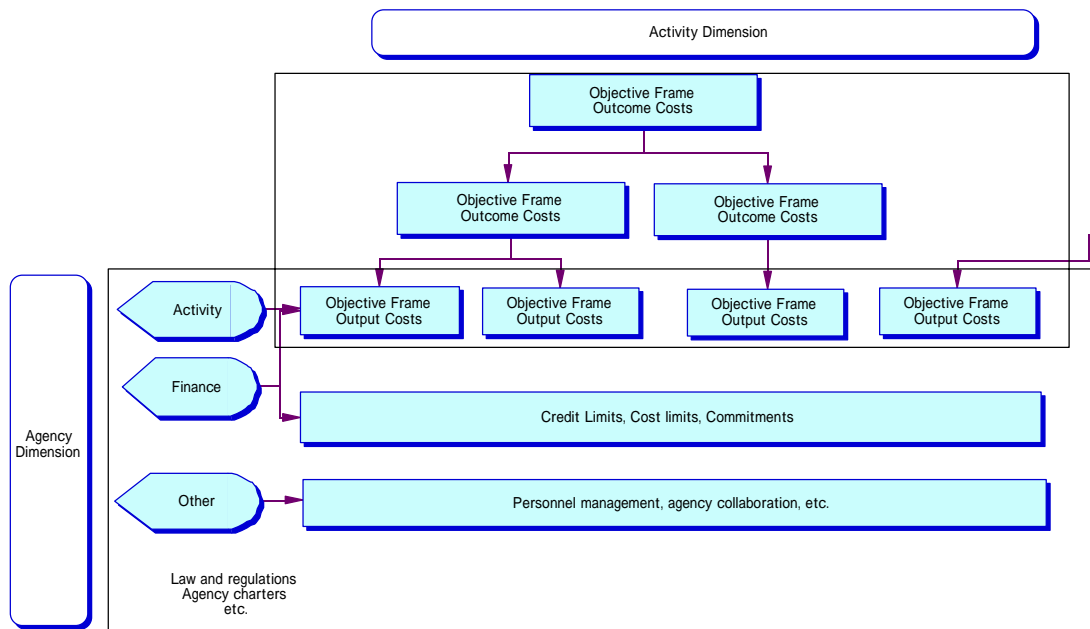 Activity Dimension
Objective Frame
Outcome Costs
Objective Frame
Outcome Costs
Objective Frame
Outcome Costs
Activity
Objective Frame
Output Costs
Objective Frame
Output Costs
Objective Frame
Output Costs
Objective Frame
Output Costs
Finance
Credit Limits, Cost limits, Commitments
Agency
Dimension
Other
Personnel management, agency collaboration, etc.
Law and regulations
Agency charters
etc.